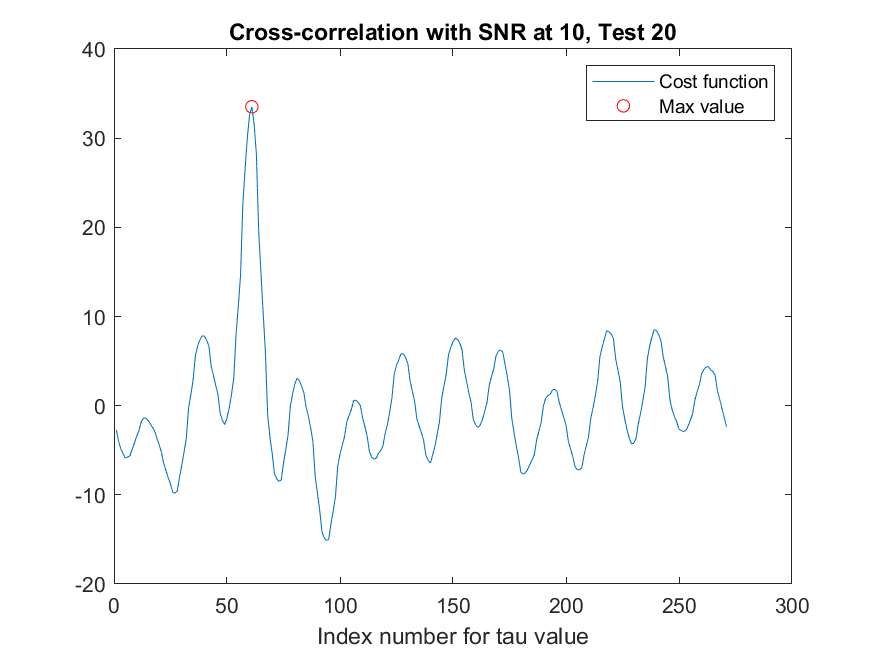 Cross-correlation with SNR at 10, Test 20
Cost function
Max value
40
30
20
10
0
-10
-20
0 50 100 150 200 250 300
Index number for tau value